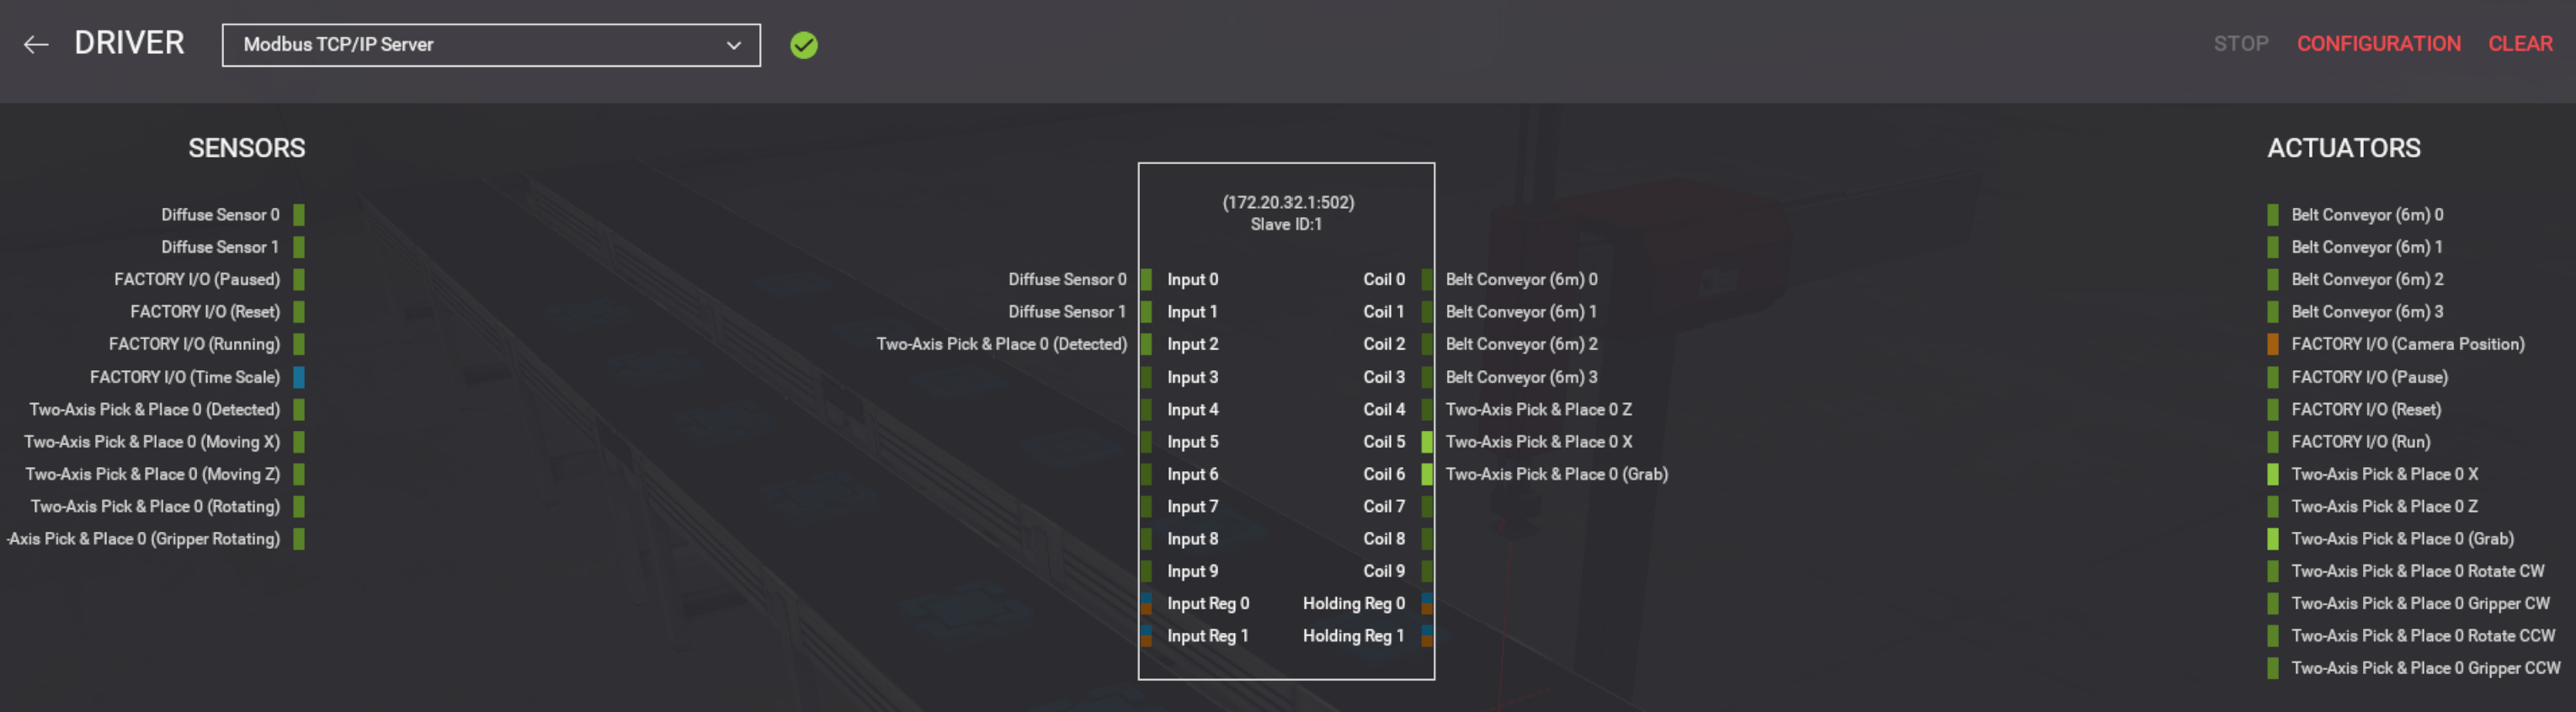 DRIVER
Modbus TCP/IP Server
STOP
CONFIGURATION
CLEAR
SENSORS
Diffuse Sensor 0
Diffuse Sensor 1
FACTORY I/O (Paused)
FACTORY I/O (Reset)
FACTORY I/O (Running)
FACTORY I/O (Time Scale)
Two-Axis Pick & Place 0 (Detected)
Two-Axis Pick & Place 0 (Moving X)
Two-Axis Pick & Place 0 (Moving Z)
Two-Axis Pick & Place 0 (Rotating)
-Axis Pick & Place 0 (Gripper Rotating)
(172.20.32.1:502)
Slave ID:1
Diffuse Sensor 0 Input 0 Coil 0 Belt Conveyor (6m) 0
Diffuse Sensor 1 Input 1 Coil 1 Belt Conveyor (6m) 1
Two-Axis Pick & Place 0 (Detected) Input 2 Coil 2 Belt Conveyor (6m) 2
Input 3 Coil 3 Belt Conveyor (6m) 3
Input 4 Coil 4 Two-Axis Pick & Place 0 Z
Input 5 Coil 5 Two-Axis Pick & Place 0 X
Input 6 Coil 6 Two-Axis Pick & Place 0 (Grab)
Input 7 Coil 7
Input 8 Coil 8
Input 9 Coil 9
Input Reg 0 Holding Reg 0
Input Reg 1 Holding Reg 1
ACTUATORS
Belt Conveyor (6m) 0
Belt Conveyor (6m) 1
Belt Conveyor (6m) 2
Belt Conveyor (6m) 3
FACTORY I/O (Camera Position)
FACTORY I/O (Pause)
FACTORY I/O (Reset)
FACTORY I/O (Run)
Two-Axis Pick & Place 0 X
Two-Axis Pick & Place 0 Z
Two-Axis Pick & Place 0 (Grab)
Two-Axis Pick & Place 0 Rotate CW
Two-Axis Pick & Place 0 Gripper CW
Two-Axis Pick & Place 0 Rotate CCW
Two-Axis Pick & Place 0 Gripper CCW